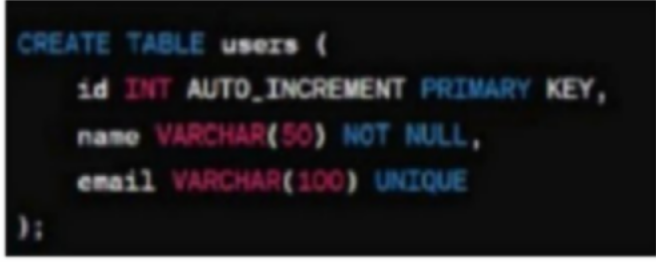 CREATE TABLE users (
    id INT AUTO_INCREMENT PRIMARY KEY,
    name VARCHAR(50) NOT NULL,
    email VARCHAR(100) UNIQUE
);